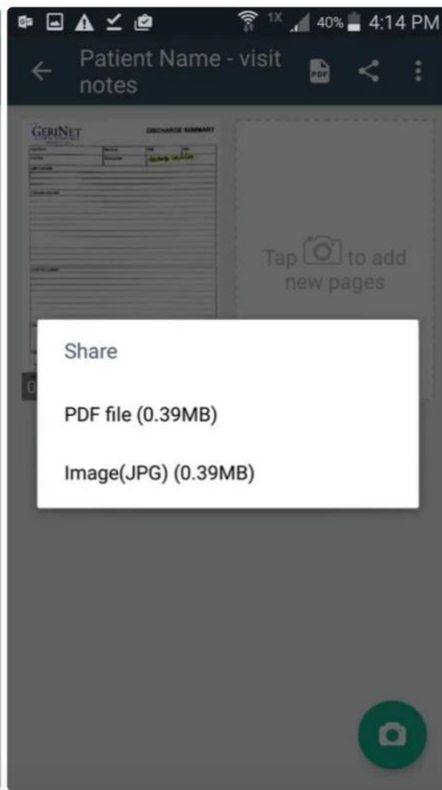 1X 40% 4:14 PM
Patient Name - visit
notes
PDF
GERINET
DISCHARGE SUMMARY
Tap to add
new pages
Share
PDF file (0.39MB)
Image(JPG) (0.39MB)
0